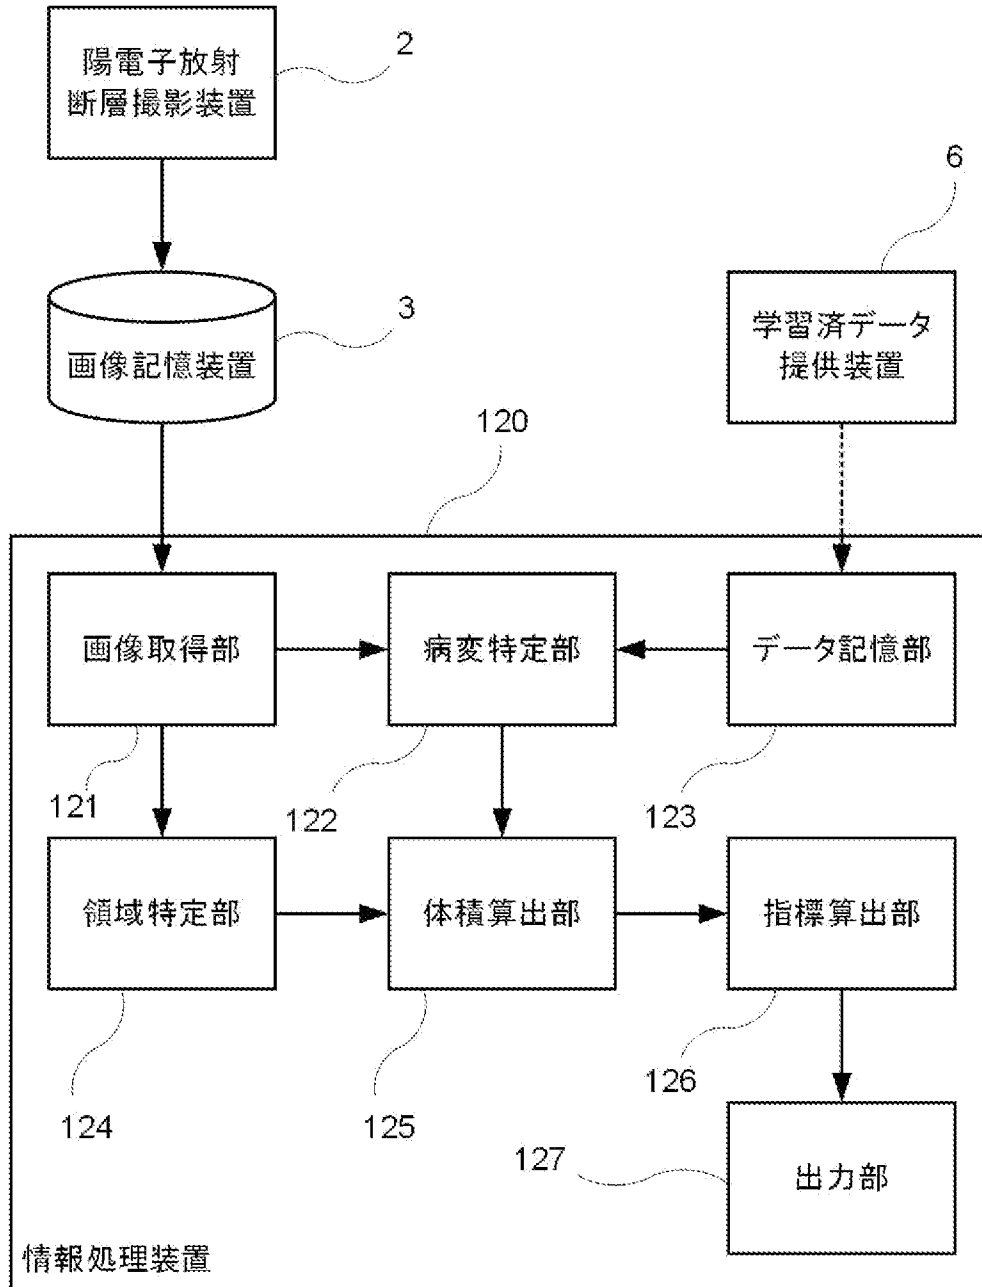 陽電子放射
断層撮影装置
2
6
画像記憶装置
3
学習済データ
提供装置
120
画像取得部
病変特定部
データ記憶部
121
122
123
領域特定部
体積算出部
指標算出部
124
125
126
127
出力部
情報処理装置